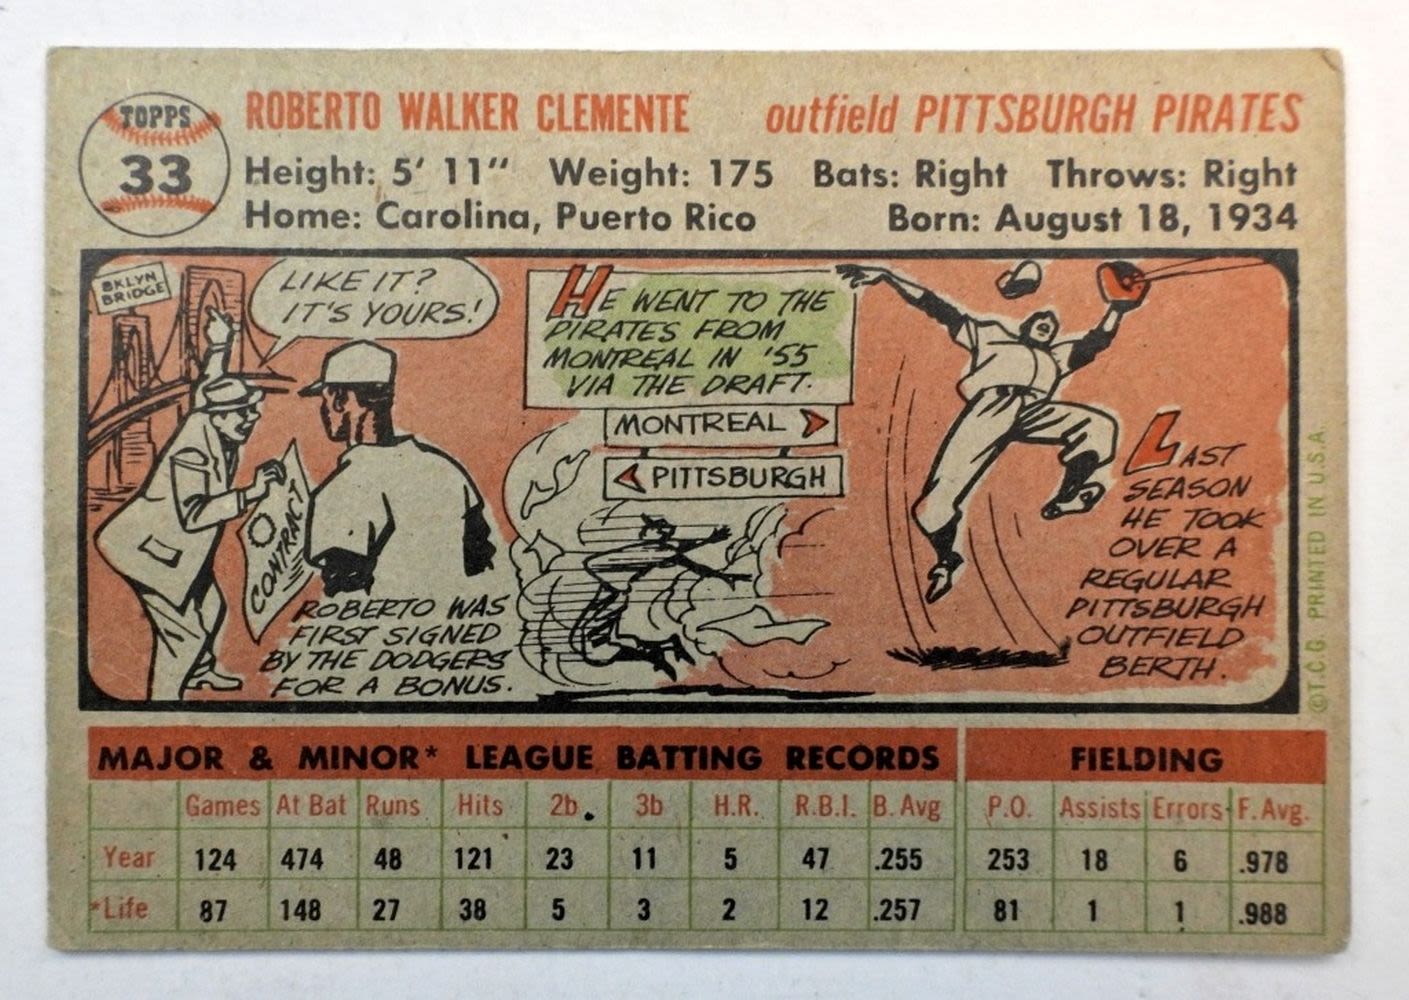 TOPPS
33
ROBERTO WALKER CLEMENTE outfield PITTSBURGH PIRATES
Height: 5' 11" Weight: 175 Bats: Right Throws: Right
Home: Carolina, Puerto Rico Born: August 18, 1934
BKLYN
BRIDGE
LIKE IT?
IT'S YOURS!
CONTRACT
ROBERTO WAS
FIRST SIGNED
BY THE DODGERS
FOR A BONUS.
HE WENT TO THE
PIRATES FROM
MONTREAL IN '55
VIA THE DRAFT.
MONTREAL
PITTSBURGH
LAST
SEASON
HE TOOK
OVER A
REGULAR
PITTSBURGH
OUTFIELD
BERTH.
©T.C.G. PRINTED IN U.S.A.
MAJOR & MINOR* LEAGUE BATTING RECORDS FIELDING
Games At Bat Runs Hits 2b 3b H.R. R.B.I. B. Avg P.O. Assists Errors F. Avg.
Year 124 474 48 121 23 11 5 47 .255 253 18 6 .978
*Life 87 148 27 38 5 3 2 12 .257 81 1 1 .988